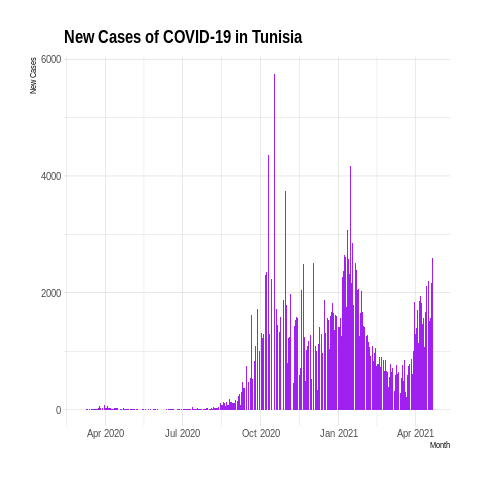 New Cases of COVID-19 in Tunisia
New Cases
6000
4000
2000
0
Apr 2020 Jul 2020 Oct 2020 Jan 2021 Apr 2021
Month